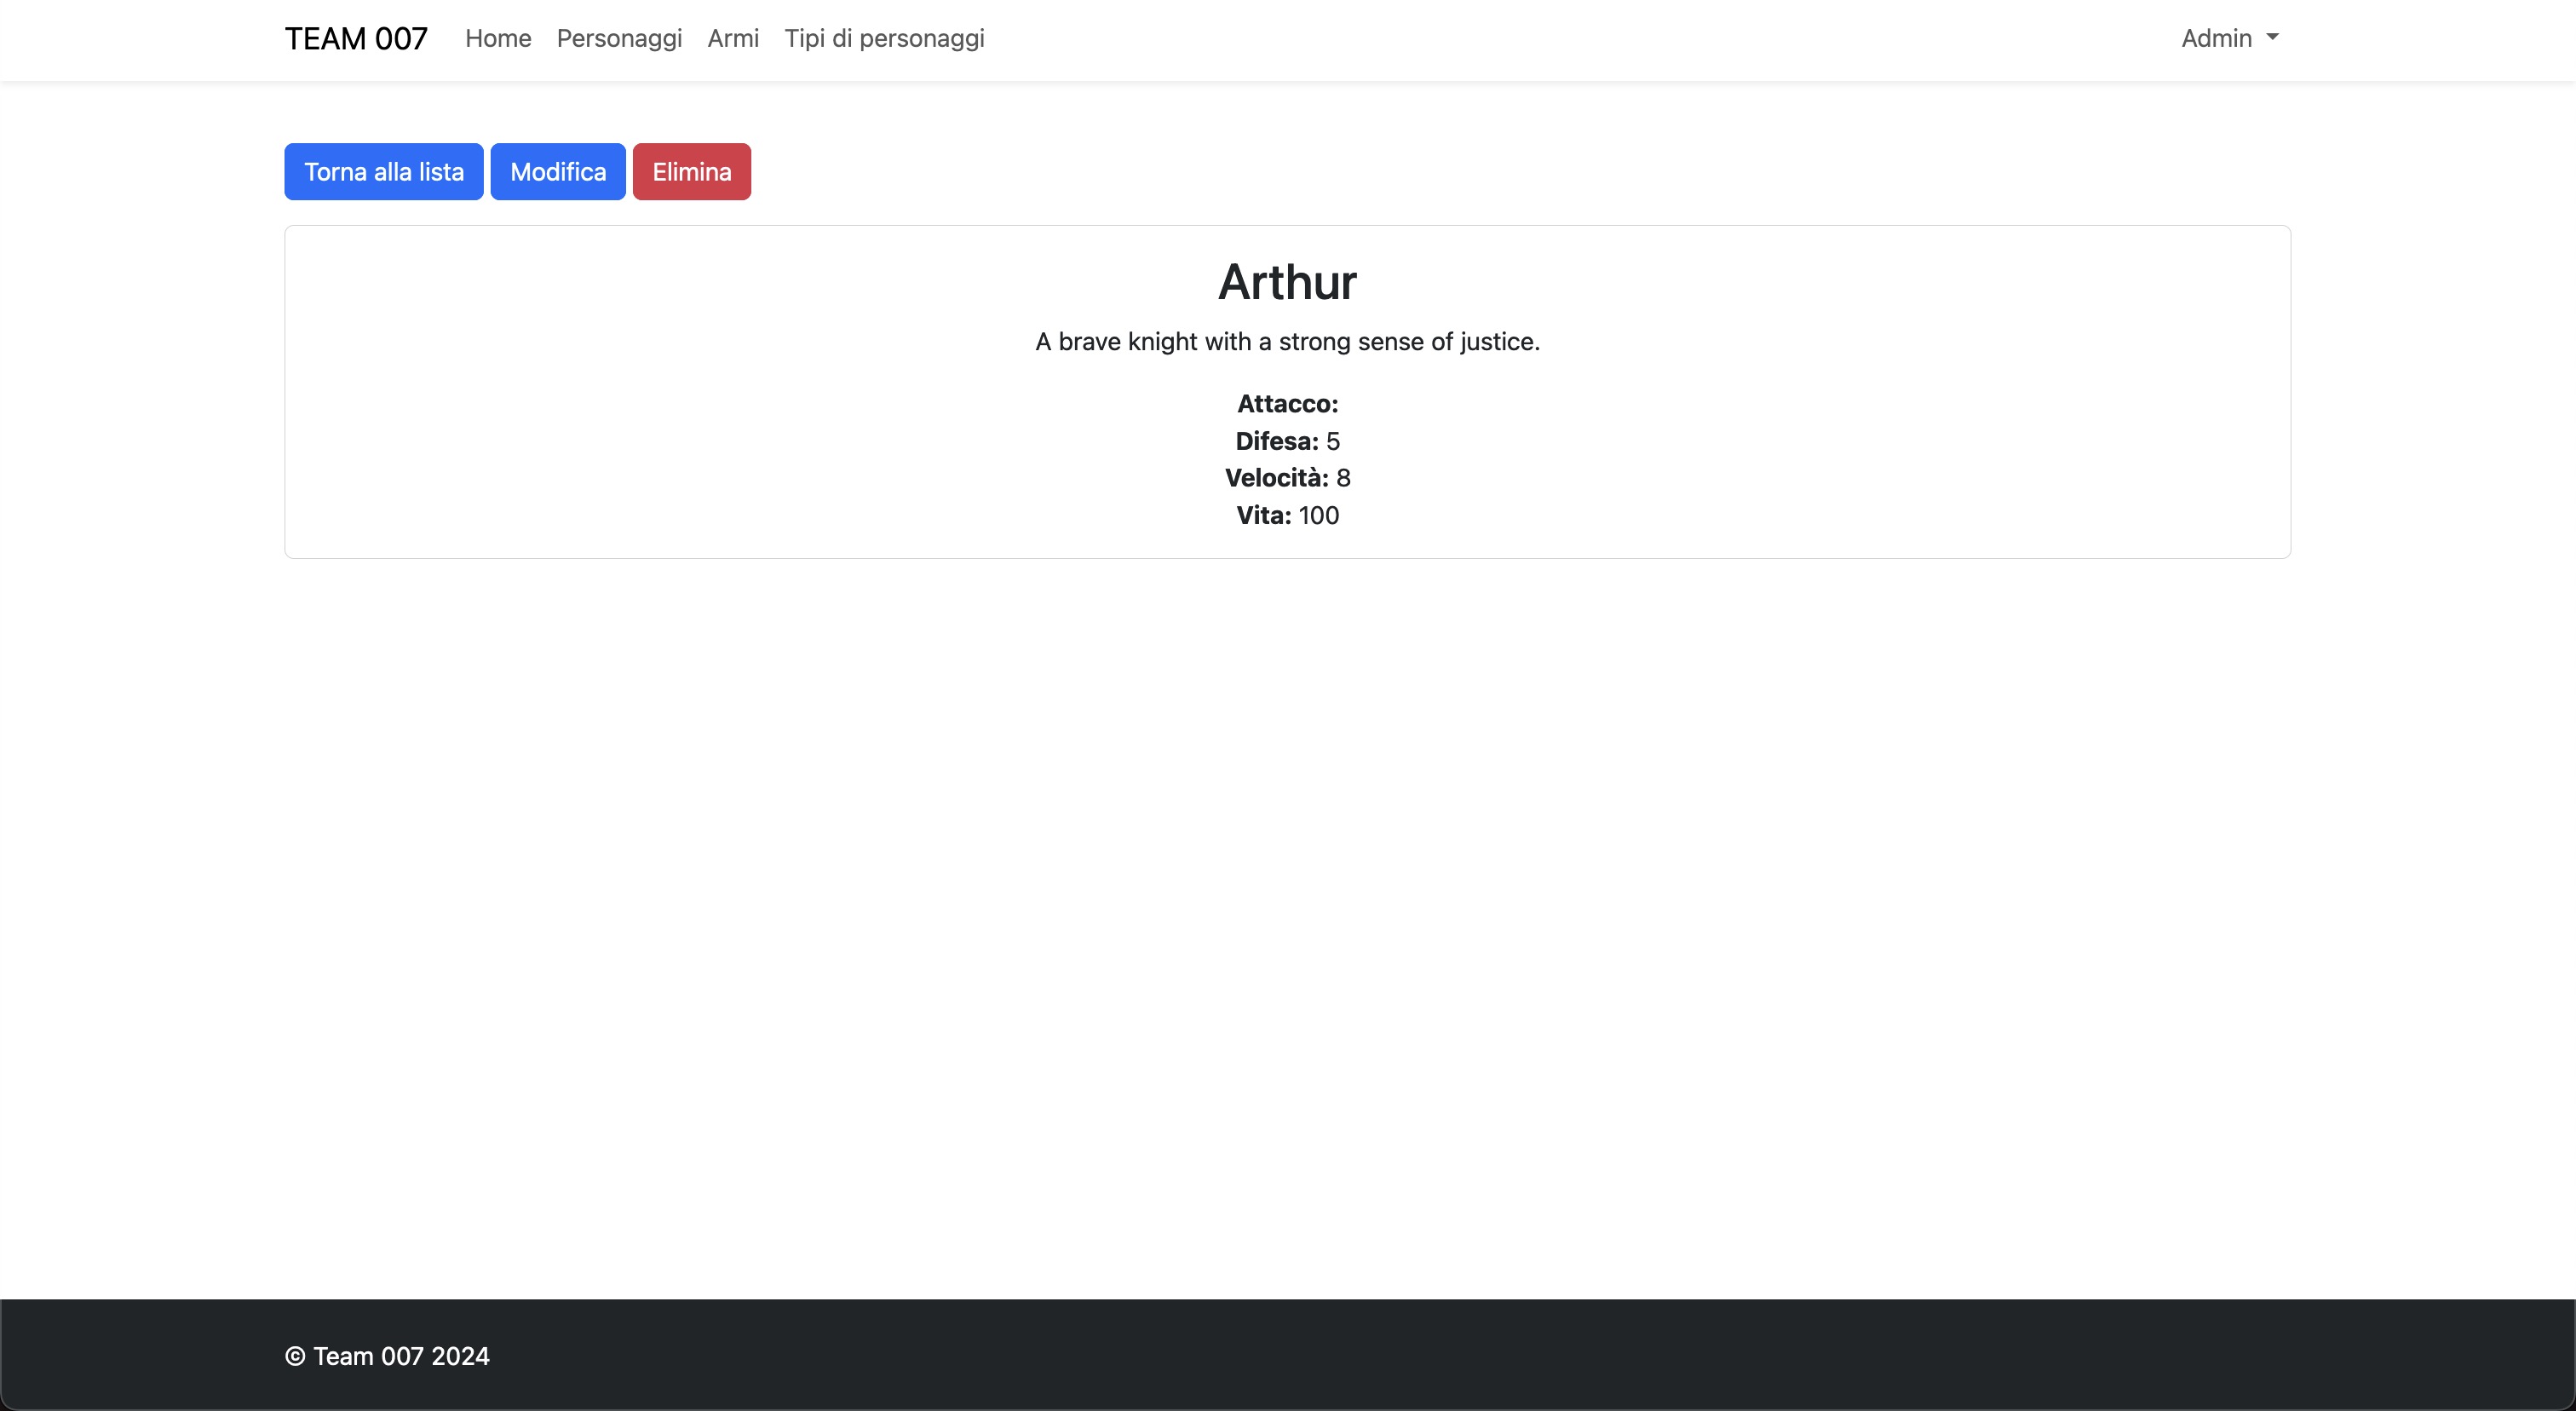 TEAM 007 Home Personaggi Armi Tipi di personaggi Admin
Torna alla lista Modifica Elimina
Arthur
A brave knight with a strong sense of justice.
Attacco:
Difesa: 5
Velocità: 8
Vita: 100
© Team 007 2024